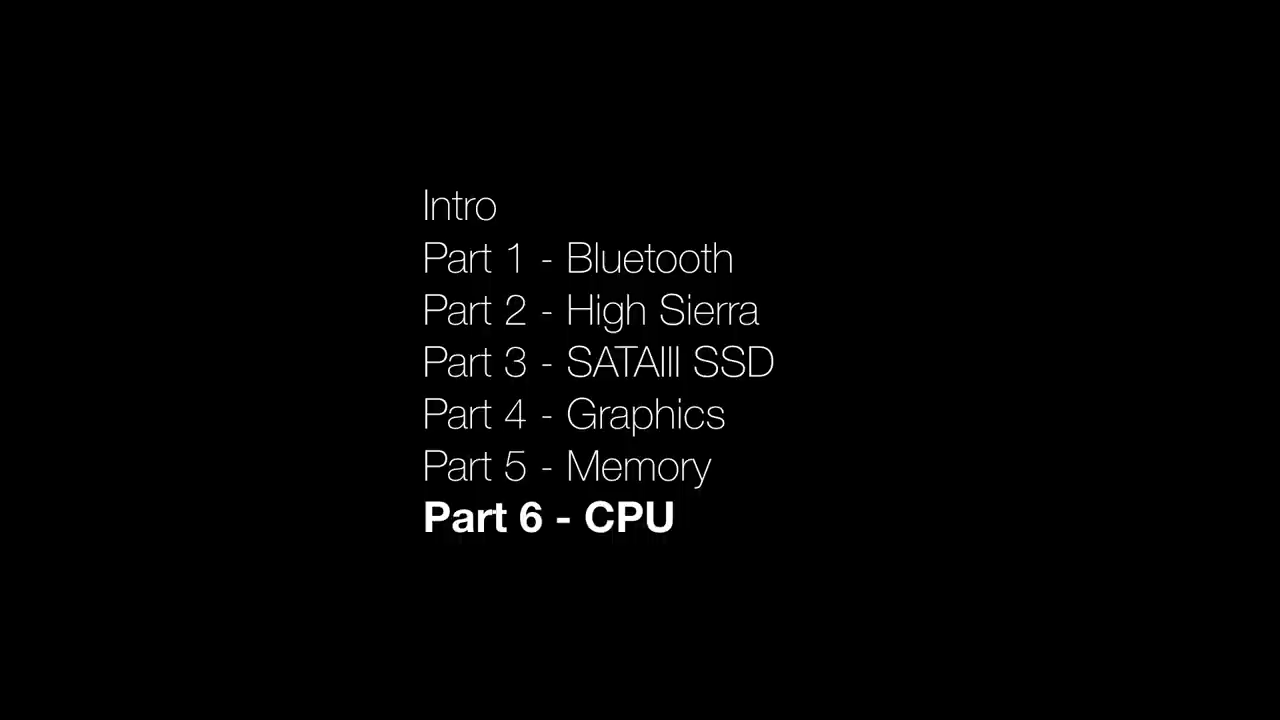 Intro
Part 1 - Bluetooth
Part 2 - High Sierra
Part 3 - SATAIII SSD
Part 4 - Graphics
Part 5 - Memory
Part 6 - CPU